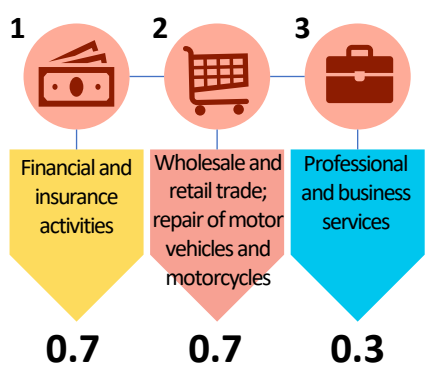 1
2
3
Financial and
insurance
activities
Wholesale and
retail trade;
repair of motor
vehicles and
motorcycles
Professional
and business
services
0.7
0.7
0.3